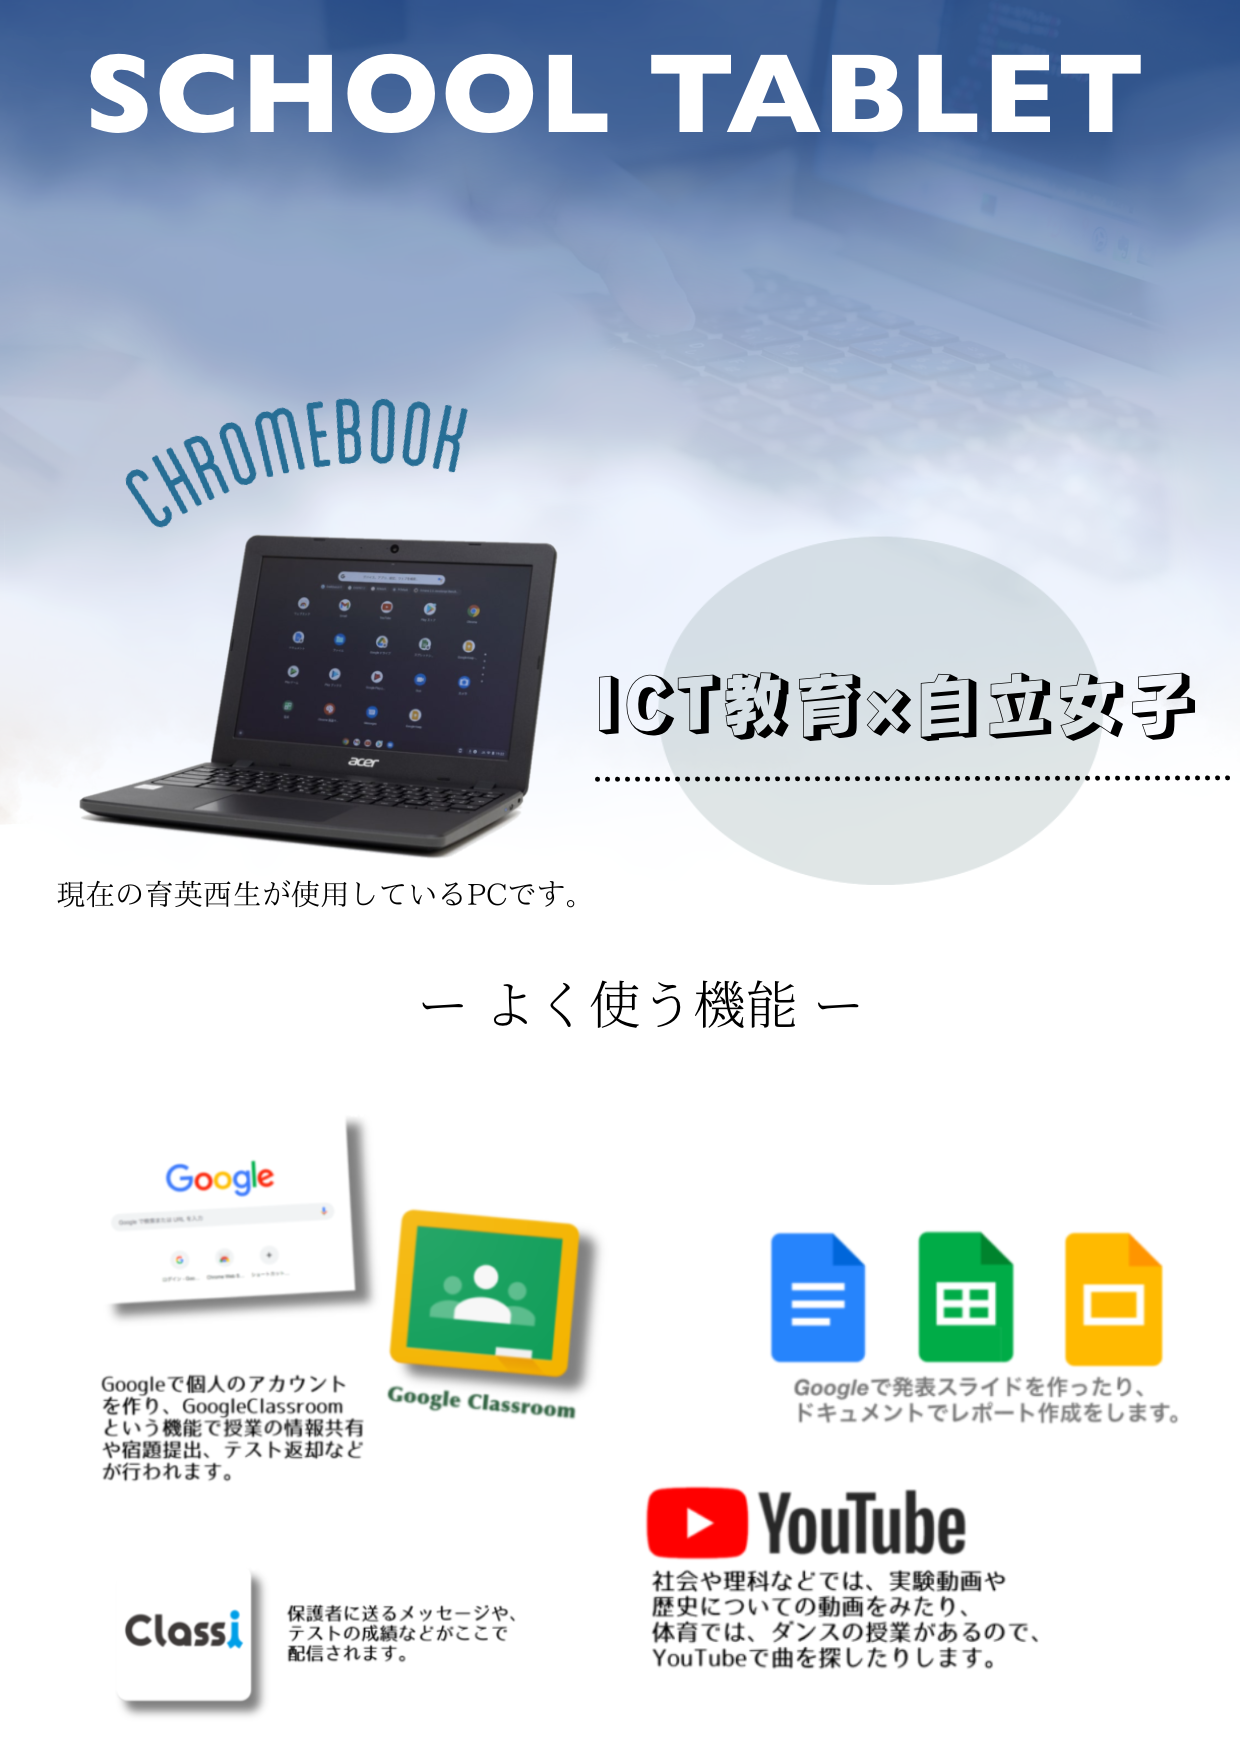 SCHOOL TABLET
CHROMEBOOK
acer
ICT教育×自立女子
現在の育英西生が使用しているPCです。
ー よく使う機能 ー
Google
Google で検索または URL を入力
Google Classroom
Googleで個人のアカウント
を作り、GoogleClassroom
という機能で授業の情報共有
や宿題提出、テスト返却など
が行われます。
Googleで発表スライドを作ったり、
ドキュメントでレポート作成をします。
YouTube
社会や理科などでは、実験動画や
歴史についての動画をみたり、
体育では、ダンスの授業があるので、
YouTubeで曲を探したりします。
Classi
保護者に送るメッセージや、
テストの成績などがここで
配信されます。